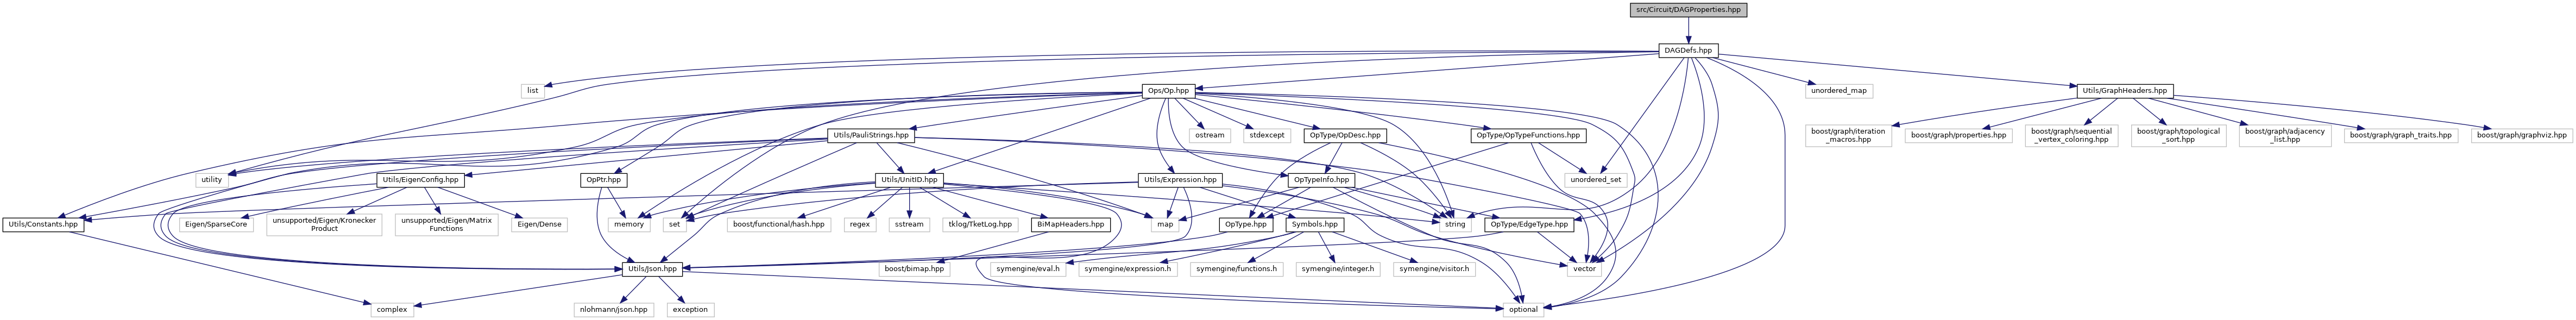 src/Circuit/DAGProperties.hpp
DAGDefs.hpp
list
Ops/Op.hpp
unordered_map
Utils/GraphHeaders.hpp
Utils/PauliStrings.hpp
ostream
stdexcept
OpType/OpDesc.hpp
OpType/OpTypeFunctions.hpp
boost/graph/iteration
_macros.hpp
boost/graph/properties.hpp
boost/graph/sequential
_vertex_coloring.hpp
boost/graph/topological
_sort.hpp
boost/graph/adjacency
_list.hpp
boost/graph/graph_traits.hpp
boost/graph/graphviz.hpp
utility
Utils/EigenConfig.hpp
OpPtr.hpp
Utils/UnitID.hpp
Utils/Expression.hpp
OpTypeInfo.hpp
unordered_set
Utils/Constants.hpp
Eigen/SparseCore
unsupported/Eigen/Kronecker
Product
unsupported/Eigen/Matrix
Functions
Eigen/Dense
memory
set
boost/functional/hash.hpp
regex
sstream
tklog/TketLog.hpp
BiMapHeaders.hpp
map
OpType.hpp
Symbols.hpp
string
OpType/EdgeType.hpp
Utils/Json.hpp
boost/bimap.hpp
symengine/eval.h
symengine/expression.h
symengine/functions.h
symengine/integer.h
symengine/visitor.h
vector
complex
nlohmann/json.hpp
exception
optional